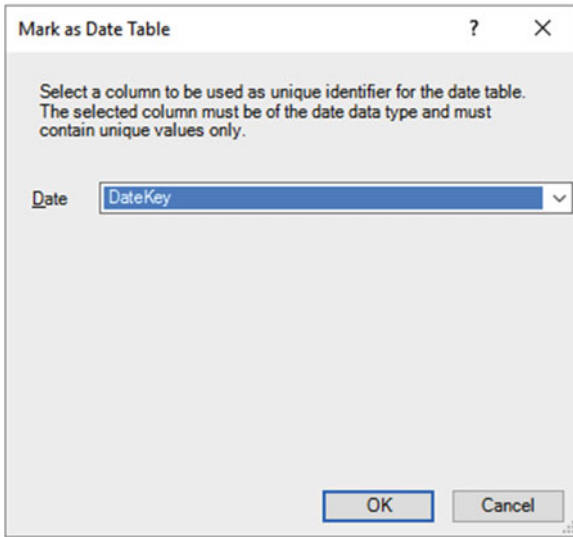 Mark as Date Table ?
Select a column to be used as unique identifier for the date table.
The selected column must be of the date data type and must
contain unique values only.
Date DateKey
OK Cancel